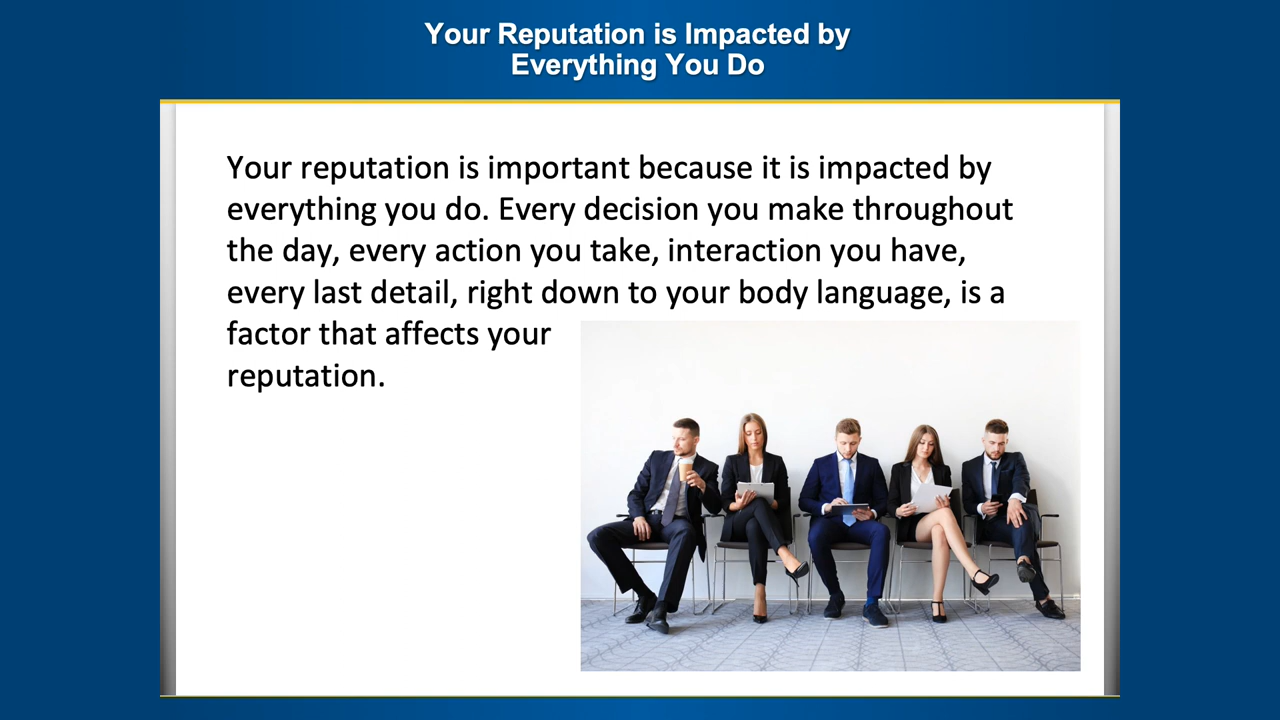 Your Reputation is Impacted by
Everything You Do
Your reputation is important because it is impacted by
everything you do. Every decision you make throughout
the day, every action you take, interaction you have,
every last detail, right down to your body language, is a
factor that affects your
reputation.